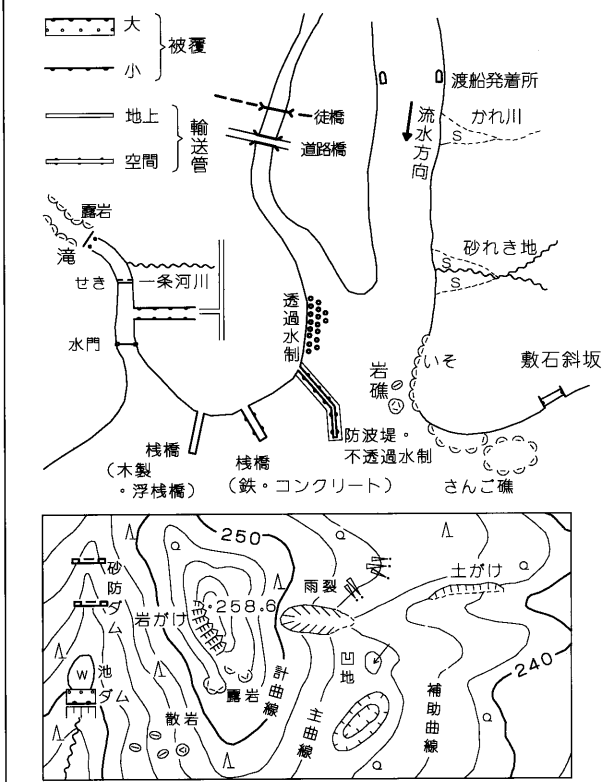 大
小
被覆
地上
空間
輸送管
徒橋
道路橋
渡船発着所
流水方向
かれ川
S
露岩
滝
せき
一条河川
水門
砂れき地
S
S
透過水制
いそ
岩礁
敷石斜坂
防波堤・
不透過水制
桟橋
(木製
・浮桟橋)
桟橋
(鉄・コンクリート)
さんご礁
250
砂防ダム
岩がけ
・258.6
雨裂
土がけ
池
W
ダム
散岩
露岩
計曲線
主曲線
凹地
補助曲線
240